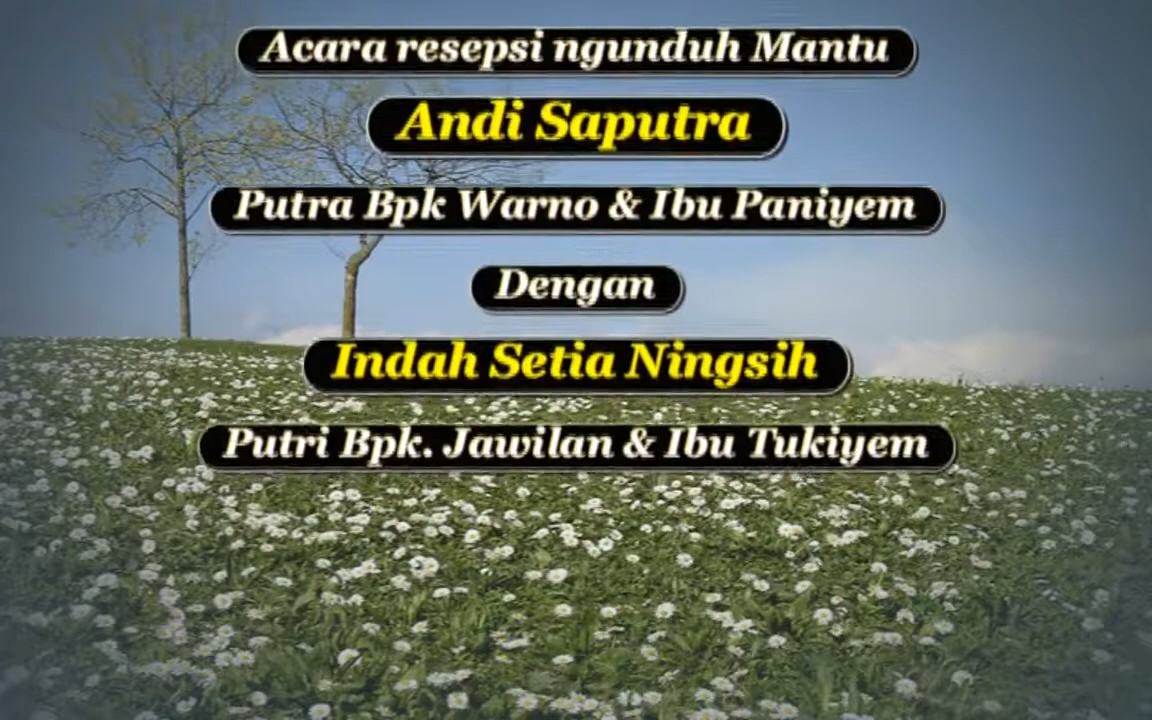 Acara resepsi ngunduh Mantu
Andi Saputra
Putra Bpk Warno & Ibu Paniyem
Dengan
Indah Setia Ningsih
Putri Bpk. Jawilan & Ibu Tukiyem